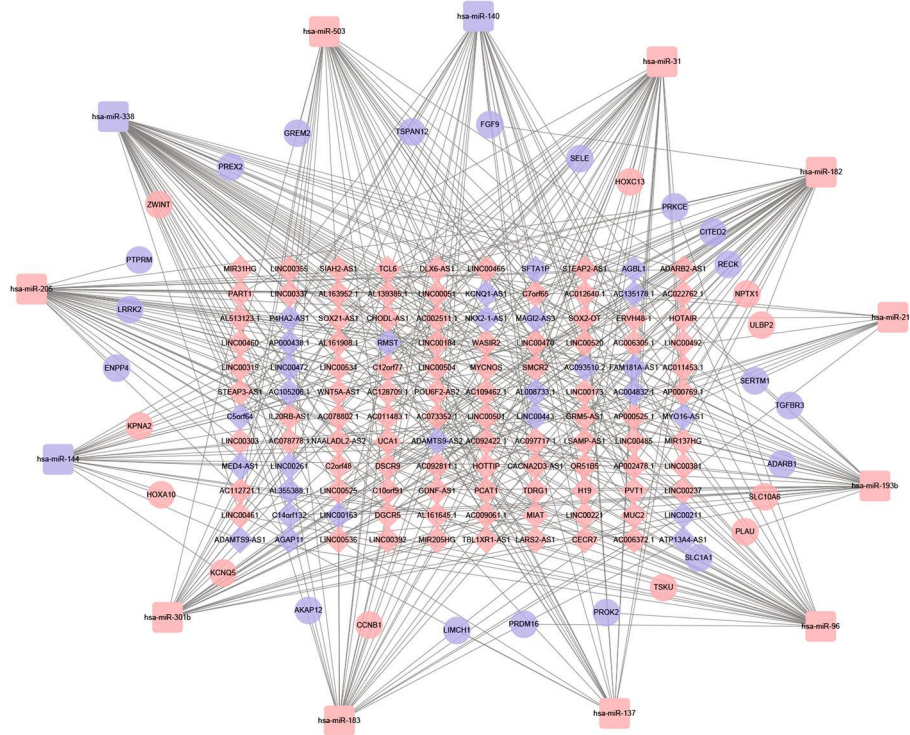 hsa-miR-140
hsa-miR-503
hsa-miR-31
hsa-miR-338
FGF9
TSPAN12
GREM2
SELE
PREX2
hsa-miR-182
HOXC13
ZWINT
PRKCE
CITED2
PTPRM
RECK
MIR31HG LINC00355 SIAH2-AS1 TCL6 DLX6-AS1 LINC00466 SFTA1P STEAP2-AS1 AGBL1 ADARB2-AS1
hsa-miR-205
PART1 LINC00337 AL163952.1 AL139385.1 LINC00051 KCNQ1-AS1 C7orf65 AC012640.1 AC135178.1 AC022762.1
NPTX1
LRRK2
AL513123.1 P4HA2-AS1 SOX21-AS1 CHODL-AS1 AC002511.1 NKX2-1-AS1 MAGI2-AS3 SOX2-OT ERVH48-1 HOTAIR
hsa-miR-21
ULBP2
LINC00460 AP000438.1 AL161908.1 RMST LINC00184 WASIR2 LINC00470 LINC00520 AC006305.1 LINC00492
ENPP4
LINC00319 LINC00472 LINC00534 C12orf77 LINC00504 MYCNOS SMCR2 AC093510.2 FAM181A-AS1 AC011453.1
SERTM1
STEAP3-AS1 AC105206.1 WNT5A-AS1 AC128709.1 POU6F2-AS2 AC109462.1 AL008733.1 LINC00173 AC004832.1 AP000769.1
TGFBR3
C5orf64 IL20RB-AS1 AC078802.1 AC011483.1 AC073352.1 LINC00501 LINC00443 GRM5-AS1 AP000525.1 MYO16-AS1
KPNA2
LINC00303 AC078778.1 NAALADL2-AS2 UCA1 ADAMTS9-AS2 AC092422.1 AC097717.1 LSAMP-AS1 LINC00485 MIR137HG
hsa-miR-144
MED4-AS1 LINC00261 C2orf48 DSCR9 AC092811.1 HOTTIP CACNA2D3-AS1 OR51B5 AP002478.1 LINC00381
ADARB1
hsa-miR-193b
AC112721.1 AL355388.1 LINC00525 C10orf91 GDNF-AS1 PCAT1 TDRG1 H19 PVT1 LINC00237
HOXA10
SLC10A6
LINC00461 C14orf132 LINC00163 DGCR5 AL161645.1 AC009061.1 MIAT LINC00221 MUC2 LINC00211
PLAU
ADAMTS9-AS1 AGAP11 LINC00536 LINC00392 MIR205HG TBL1XR1-AS1 LARS2-AS1 CECR7 AC006372.1 ATP13A4-AS1
SLC1A1
KCNQ5
TSKU
hsa-miR-301b
AKAP12
PROK2
CCNB1
PRDM16
hsa-miR-96
LIMCH1
hsa-miR-137
hsa-miR-183